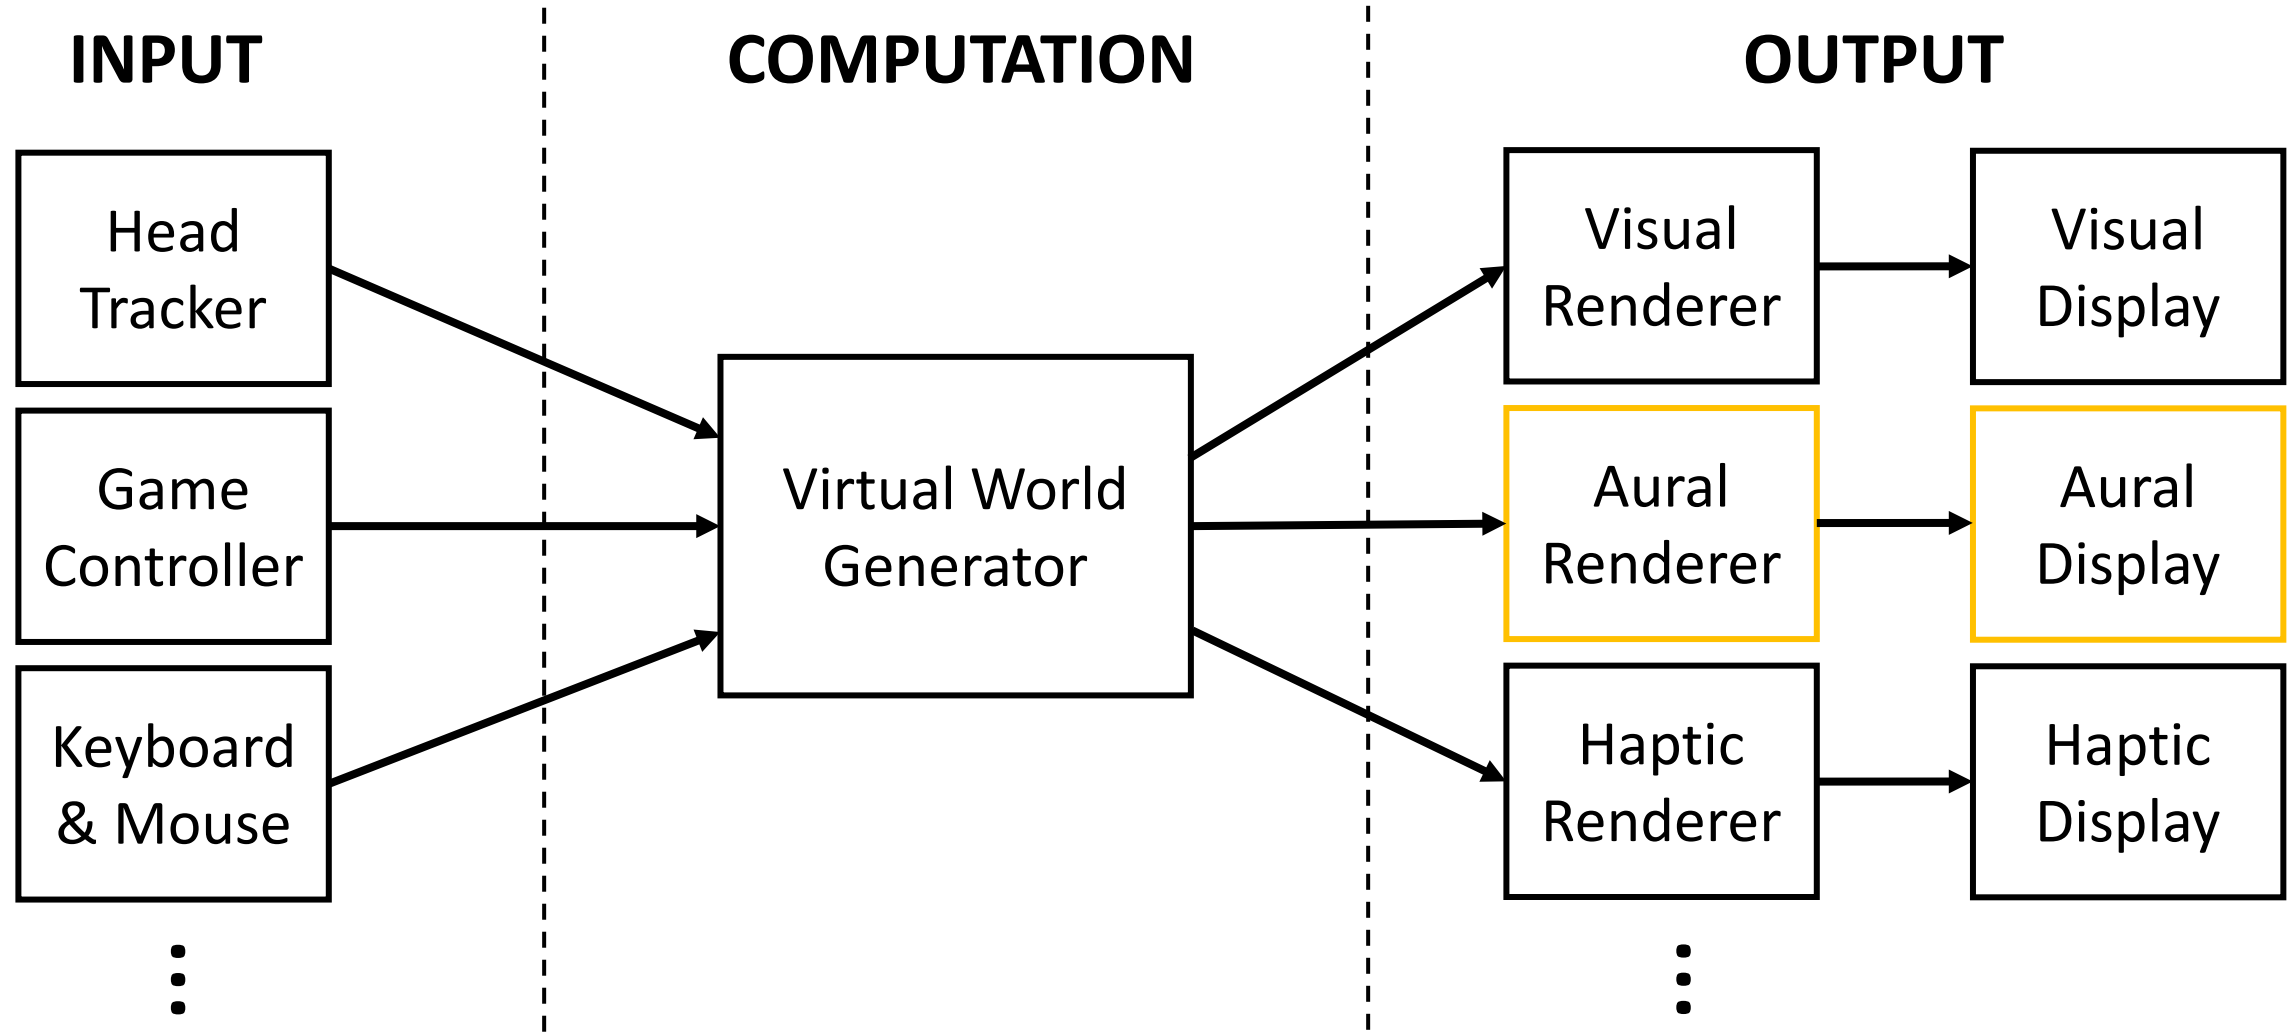 INPUT
COMPUTATION
OUTPUT
Head
Tracker
Game
Controller
Keyboard
& Mouse
Virtual World
Generator
Visual
Renderer
Visual
Display
Aural
Renderer
Aural
Display
Haptic
Renderer
Haptic
Display